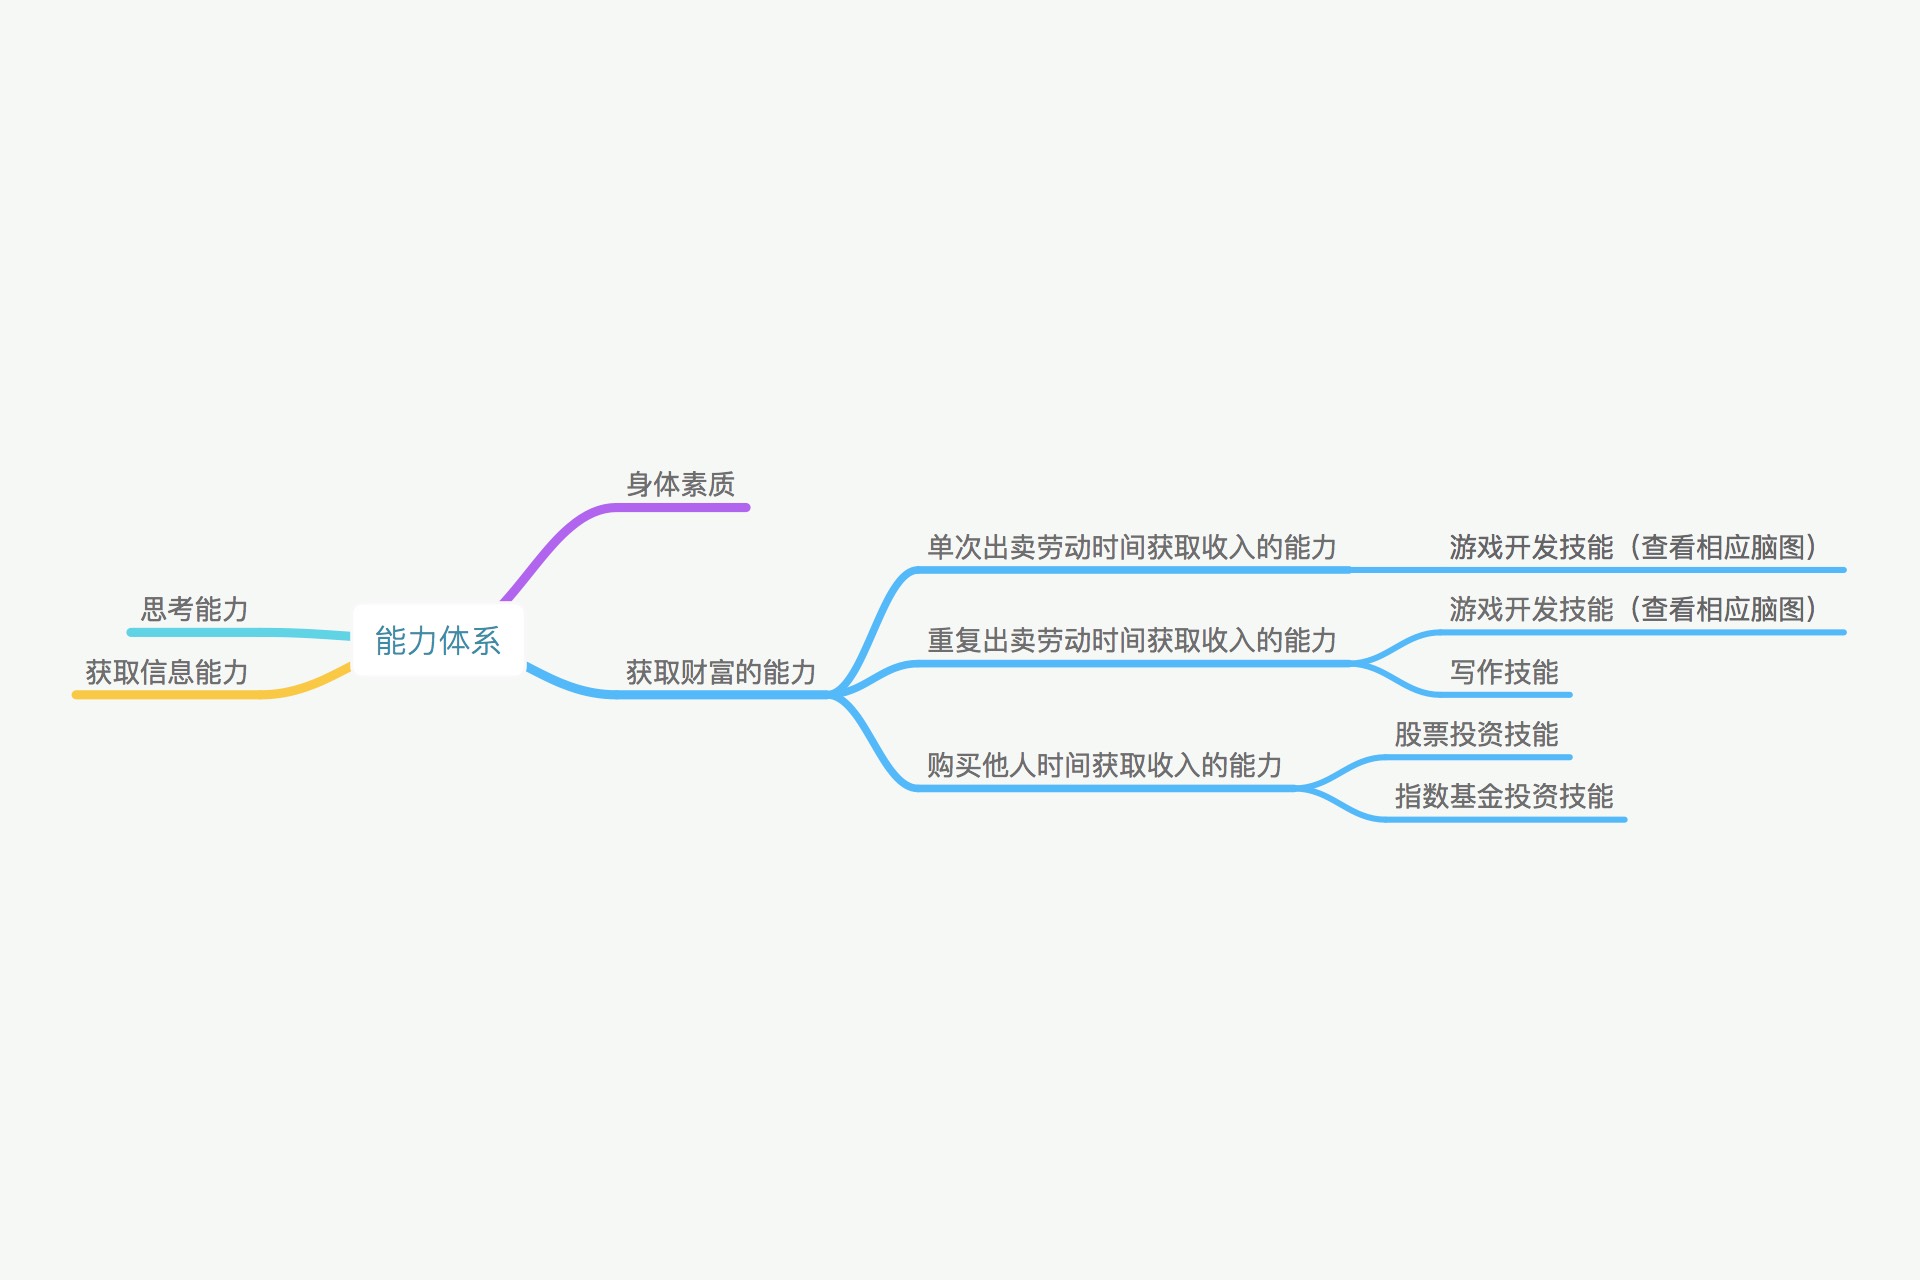 能力体系
身体素质
获取财富的能力
单次出卖劳动时间获取收入的能力
游戏开发技能（查看相应脑图）
重复出卖劳动时间获取收入的能力
游戏开发技能（查看相应脑图）
写作技能
购买他人时间获取收入的能力
股票投资技能
指数基金投资技能
思考能力
获取信息能力